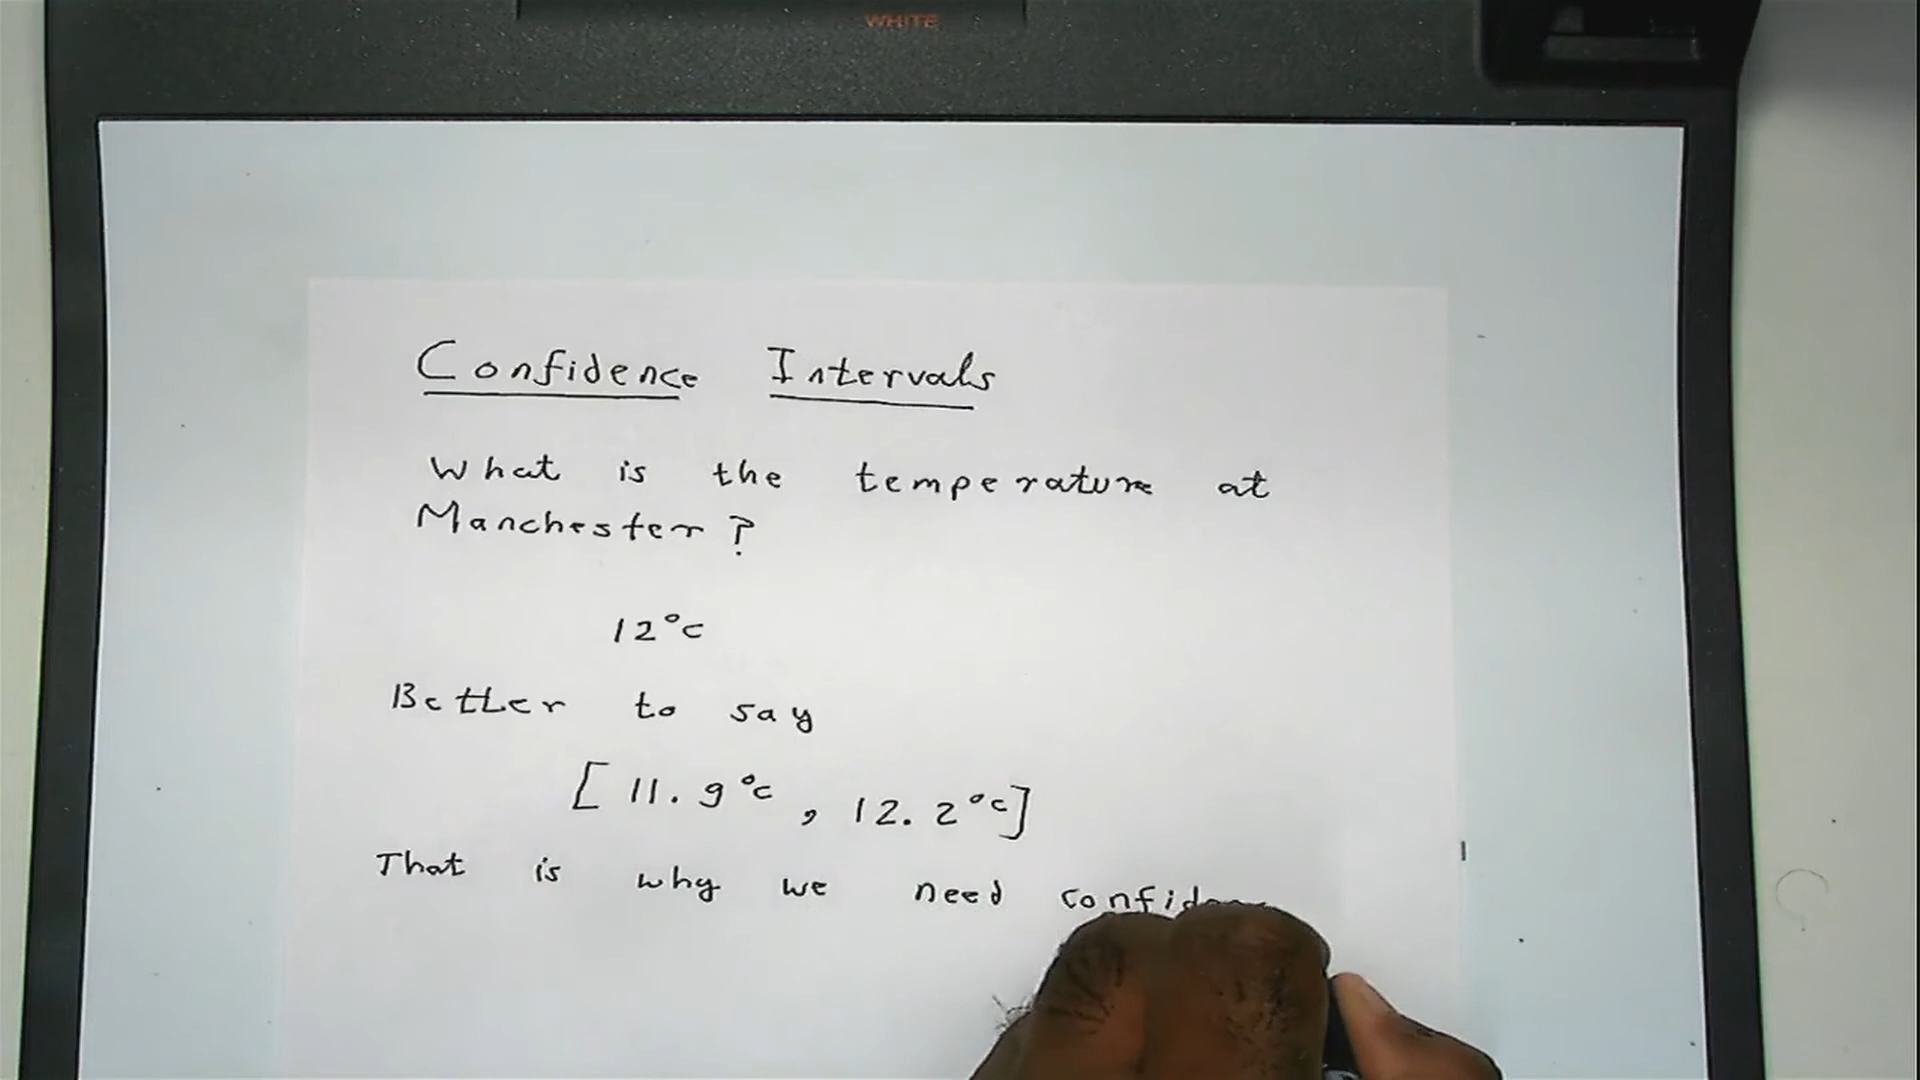 WHITE
Confidence Intervals
What is the temperature at
Manchester?
12°c
Better to say
[11.9°c, 12.2°c]
That is why we need